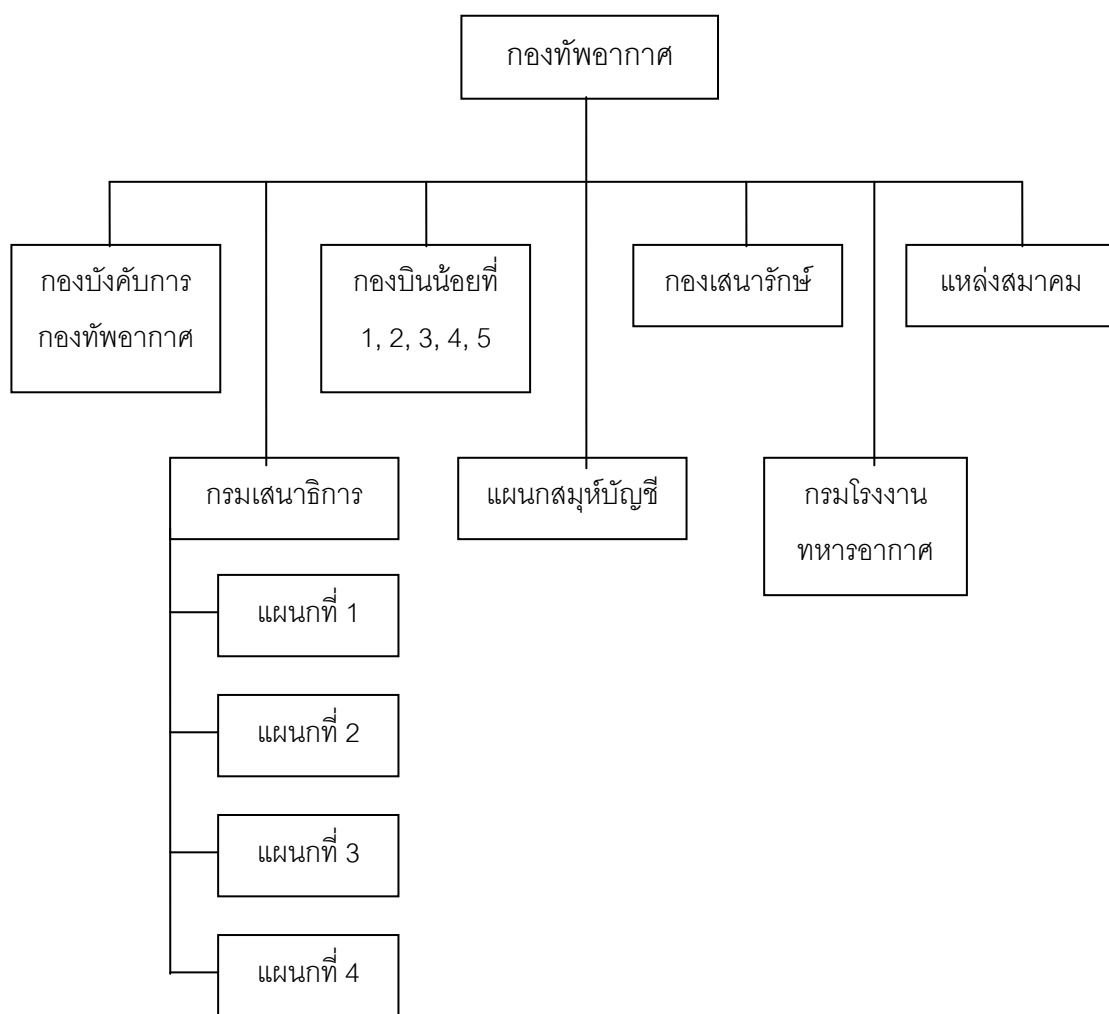 กองทัพอากาศ
กองบังคับการ
กองทัพอากาศ
กองบินน้อยที่
1, 2, 3, 4, 5
กองเสนารักษ์
แหล่งสมาคม
กรมเสนาธิการ
แผนกสมุห์บัญชี
กรมโรงงาน
ทหารอากาศ
แผนกที่ 1
แผนกที่ 2
แผนกที่ 3
แผนกที่ 4